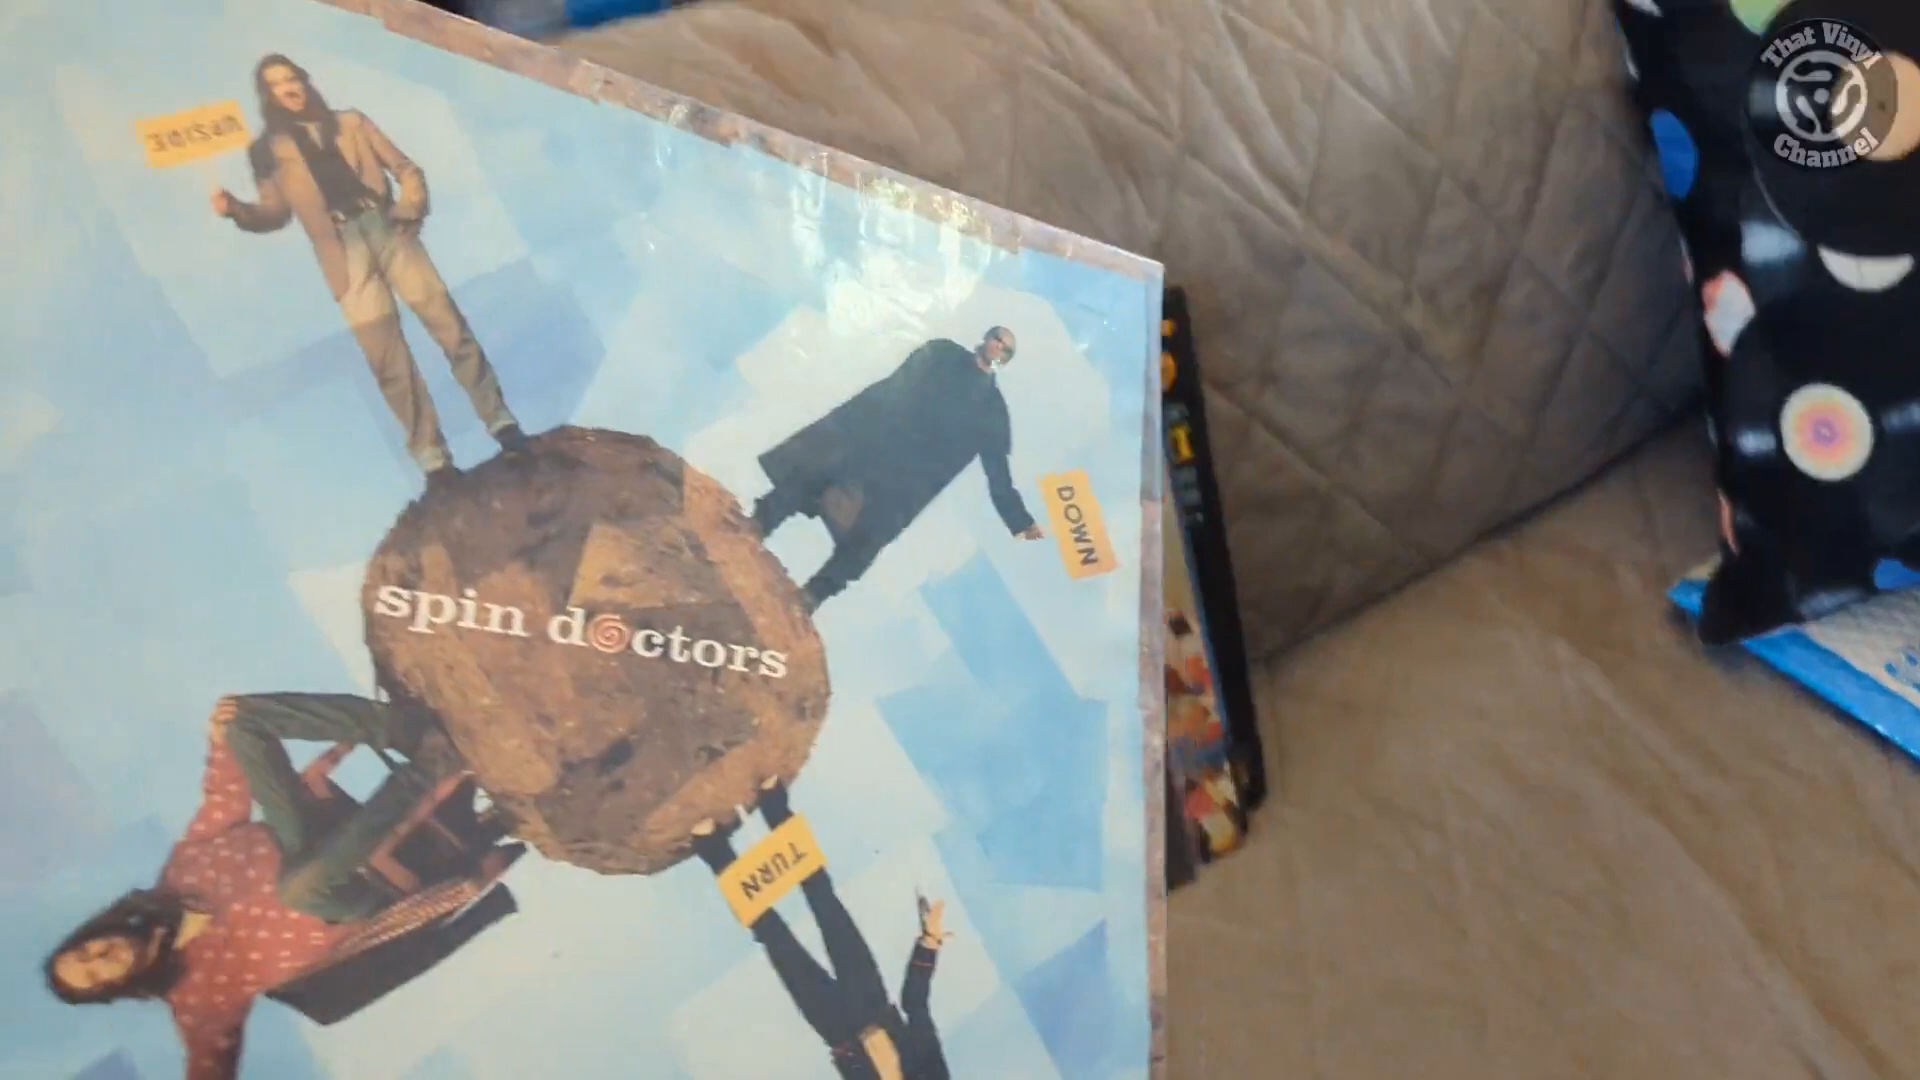 That Vinyl
Channel
UPSIDE
DOWN
spin doctors
TURN